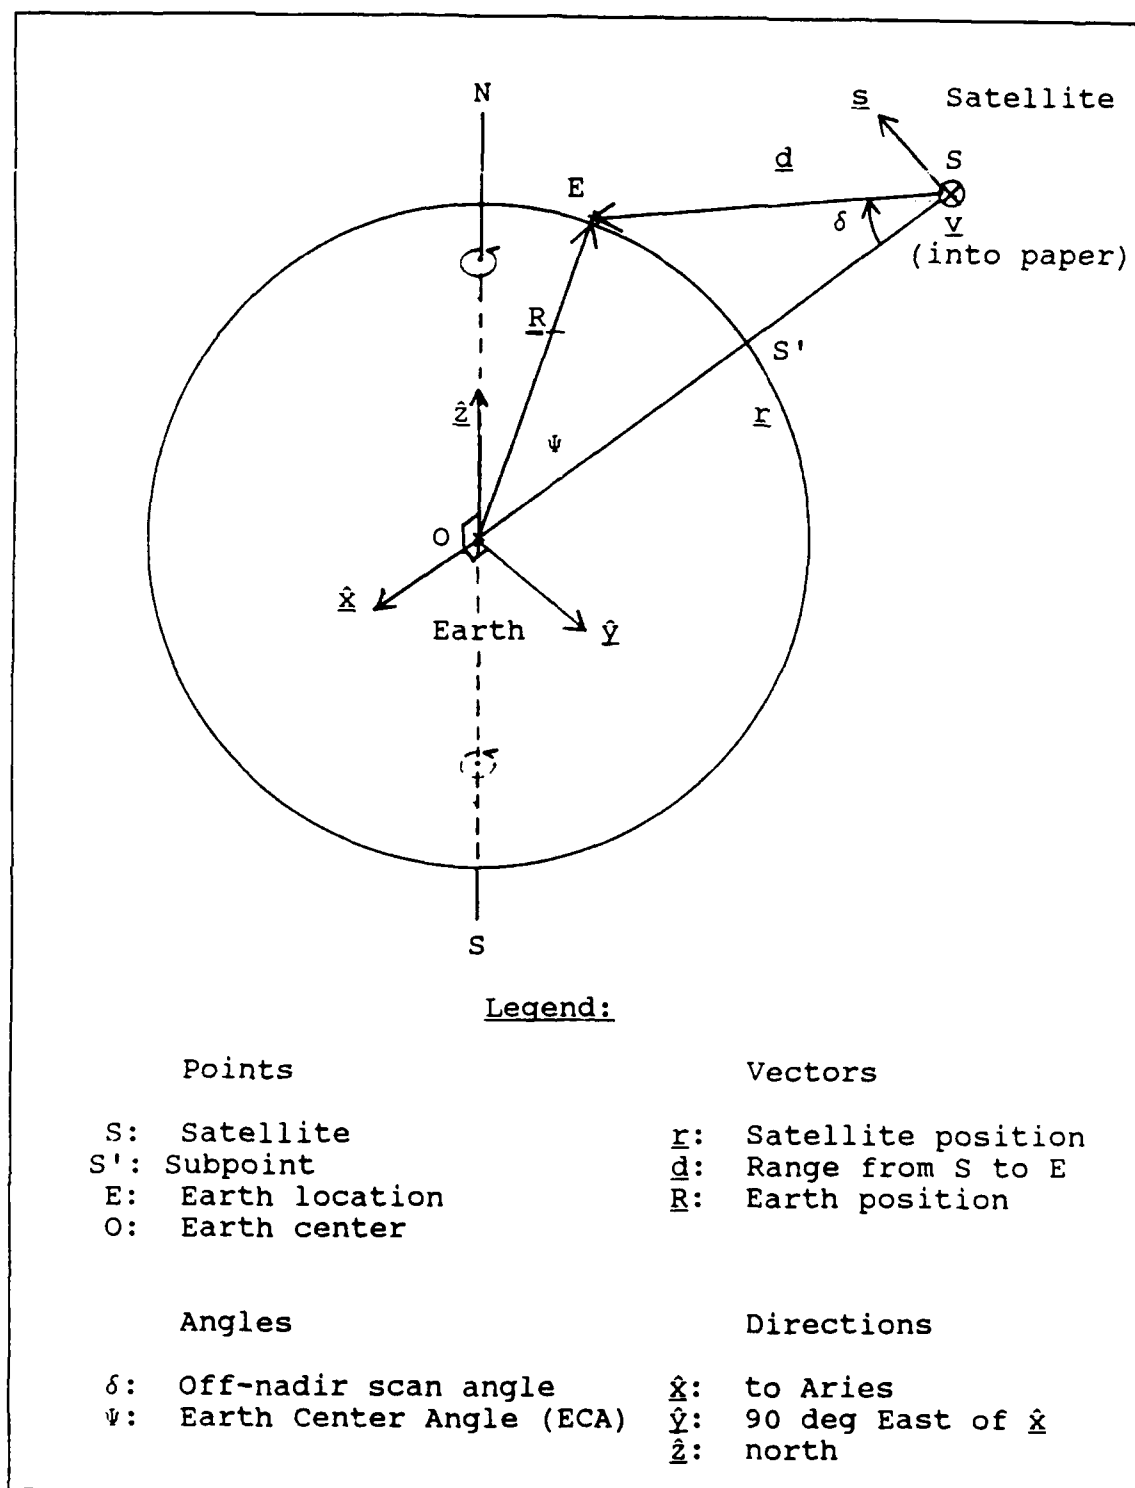 N
s Satellite
d S
E
δ v
(into paper)
R
S'
ẑ r
Ψ
O
x̂
Earth ŷ
S
Legend:
Points Vectors
S: Satellite r: Satellite position
S': Subpoint d: Range from S to E
E: Earth location R: Earth position
O: Earth center
Angles Directions
δ: Off-nadir scan angle x̂: to Aries
Ψ: Earth Center Angle (ECA) ŷ: 90 deg East of x̂
ẑ: north